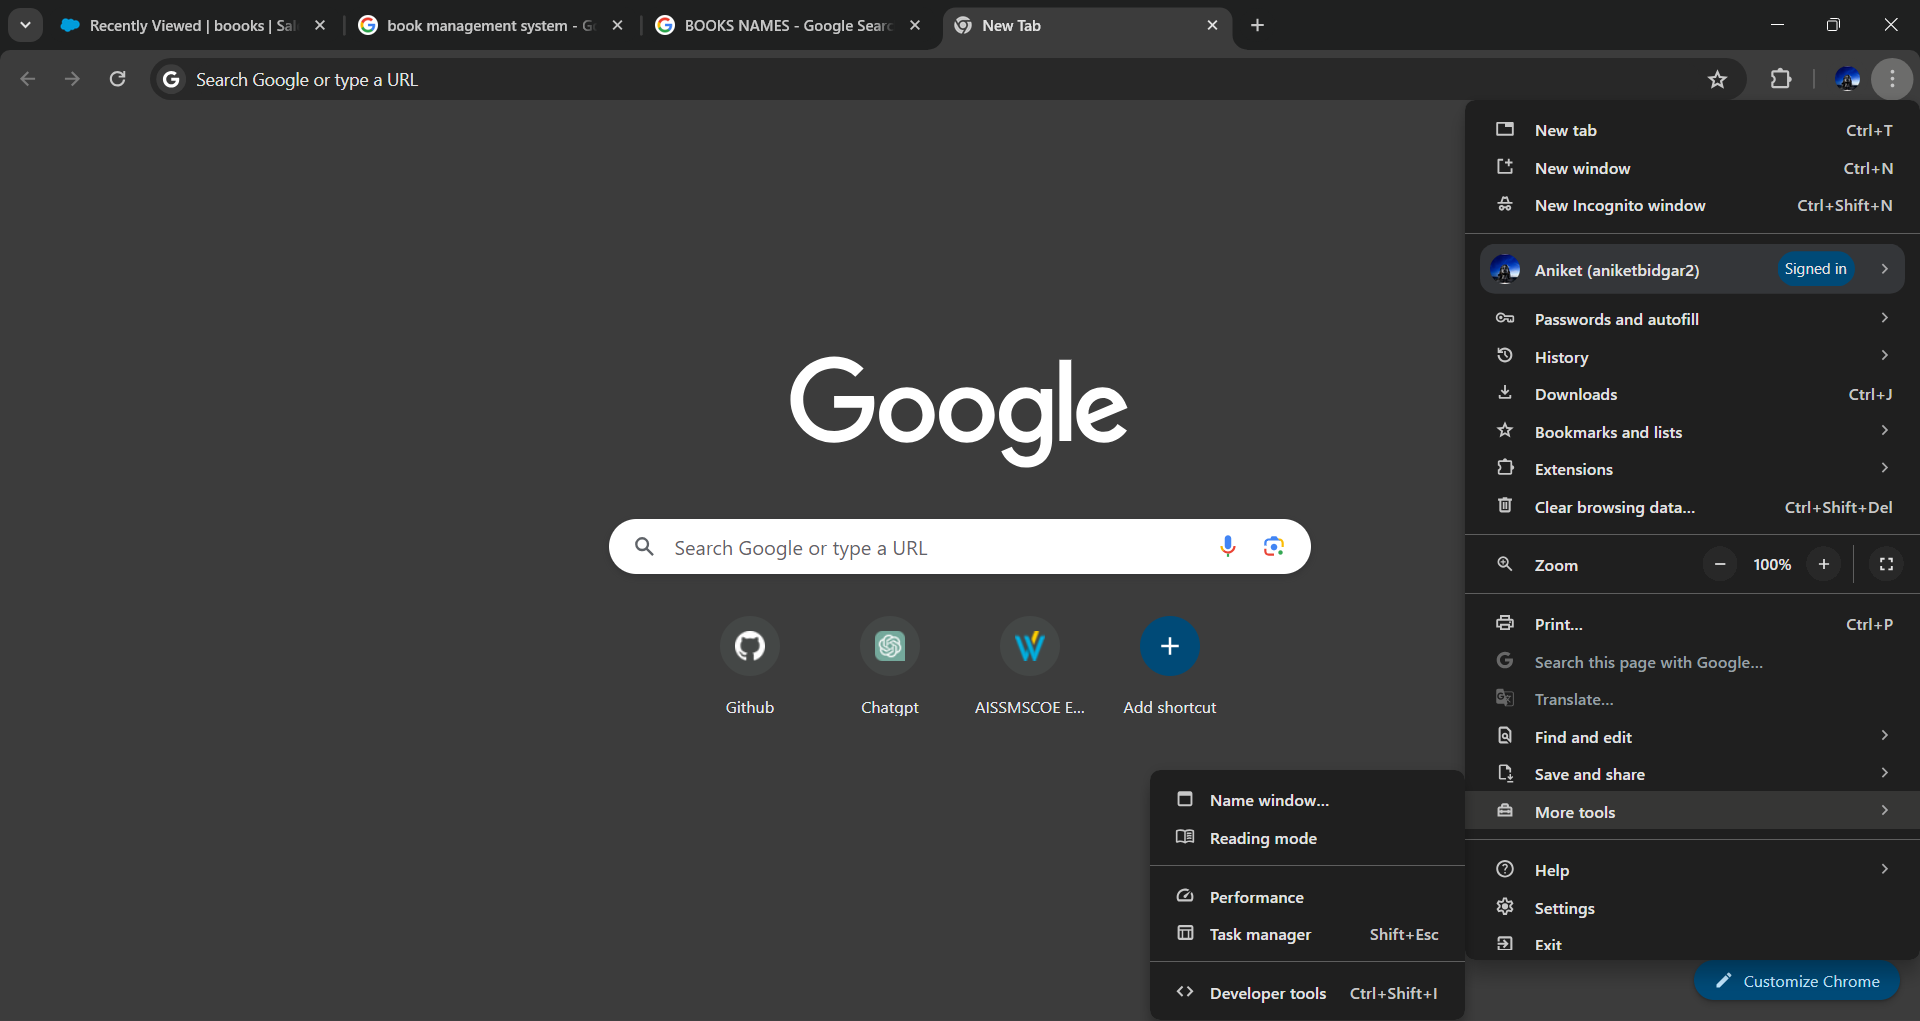 Recently Viewed | boooks | Sal
book management system - G
BOOKS NAMES - Google Searc
New Tab
Search Google or type a URL
New tab Ctrl+T
New window Ctrl+N
New Incognito window Ctrl+Shift+N
Aniket (aniketbidgar2) Signed in
Passwords and autofill
History
Downloads Ctrl+J
Bookmarks and lists
Extensions
Clear browsing data... Ctrl+Shift+Del
Zoom − 100% +
Print... Ctrl+P
Search this page with Google...
Translate...
Find and edit
Save and share
More tools
Help
Settings
Exit
Google
Search Google or type a URL
Github
Chatgpt
AISSMSCOE E...
Add shortcut
Name window...
Reading mode
Performance
Task manager Shift+Esc
Developer tools Ctrl+Shift+I
Customize Chrome